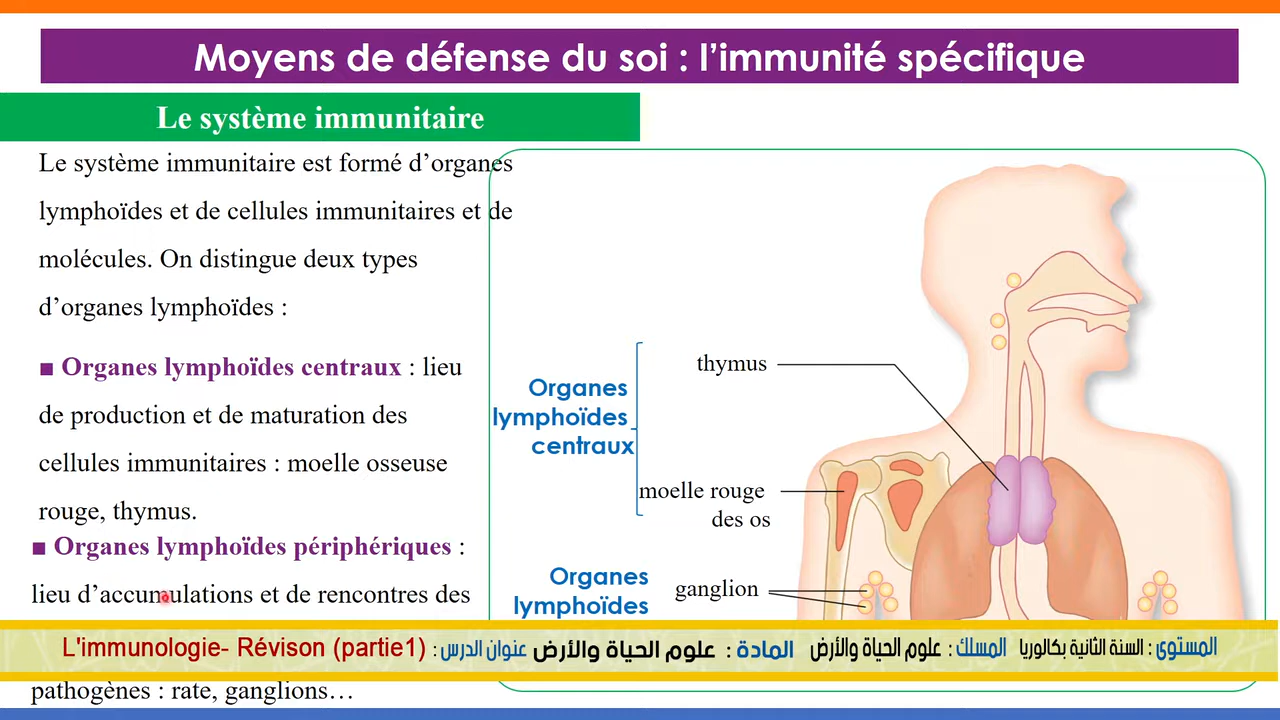 Moyens de défense du soi : l’immunité spécifique
Le système immunitaire
Le système immunitaire est formé d’organes
lymphoïdes et de cellules immunitaires et de
molécules. On distingue deux types
d’organes lymphoïdes :
■ Organes lymphoïdes centraux : lieu
de production et de maturation des
cellules immunitaires : moelle osseuse
rouge, thymus.
■ Organes lymphoïdes périphériques :
lieu d’accumulations et de rencontres des
pathogènes : rate, ganglions…
Organes
lymphoïdes
centraux
thymus
moelle rouge
des os
Organes
lymphoïdes
ganglion
المستوى : السنة الثانية بكالوريا المسلك : علوم الحياة والأرض المادة : علوم الحياة والأرض عنوان الدرس : L'immunologie- Révison (partie1)